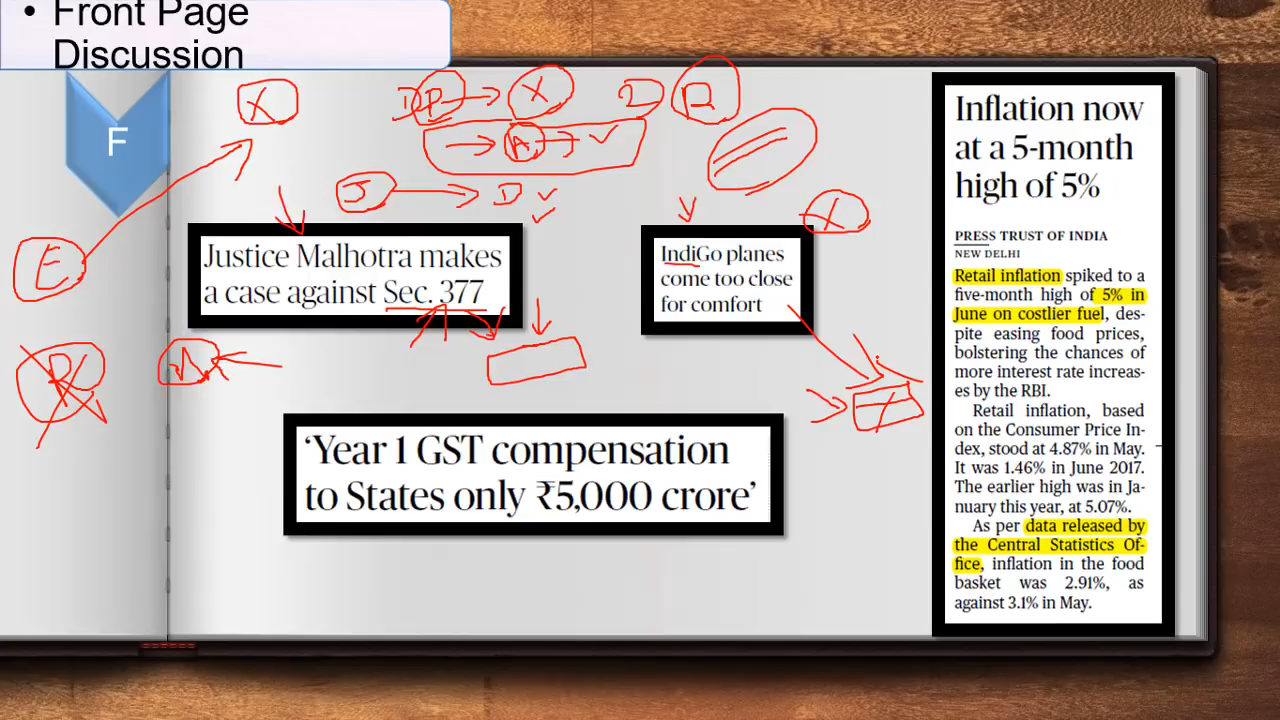 • Front Page
Discussion
F
X
DP → X
D R
→ A → ✓
J → D ✓
✓
E
X
Justice Malhotra makes
a case against Sec. 377
IndiGo planes
come too close
for comfort
‘Year 1 GST compensation
to States only ₹5,000 crore’
Inflation now
at a 5-month
high of 5%
PRESS TRUST OF INDIA
NEW DELHI
Retail inflation spiked to a
five-month high of 5% in
June on costlier fuel, des-
pite easing food prices,
bolstering the chances of
more interest rate increas-
es by the RBI.
Retail inflation, based
on the Consumer Price In-
dex, stood at 4.87% in May.
It was 1.46% in June 2017.
The earlier high was in Ja-
nuary this year, at 5.07%.
As per data released by
the Central Statistics Of-
fice, inflation in the food
basket was 2.91%, as
against 3.1% in May.